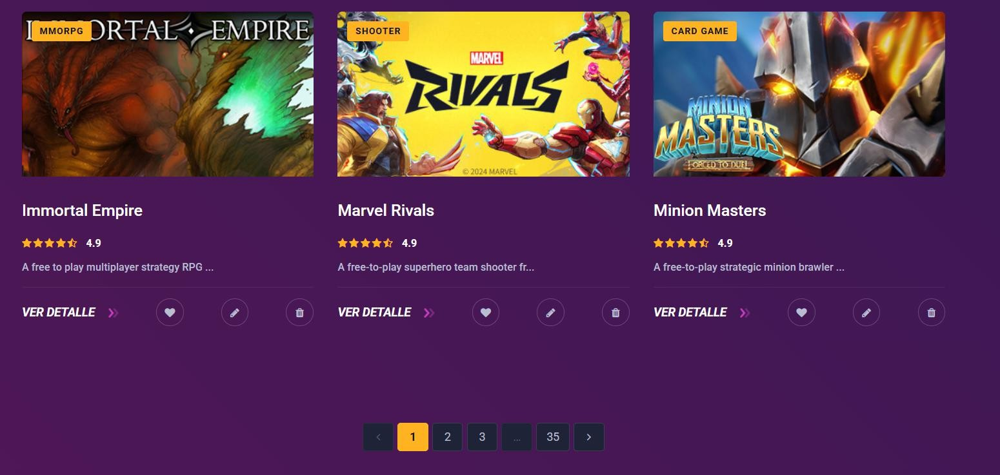 MMORPG
IMMORTAL EMPIRE
SHOOTER
MARVEL
RIVALS
© 2024 MARVEL
CARD GAME
MINION
MASTERS
FORCED TO DUEL
Immortal Empire
4.9
A free to play multiplayer strategy RPG ...
VER DETALLE
Marvel Rivals
4.9
A free-to-play superhero team shooter fr...
VER DETALLE
Minion Masters
4.9
A free-to-play strategic minion brawler ...
VER DETALLE
1 2 3 ... 35